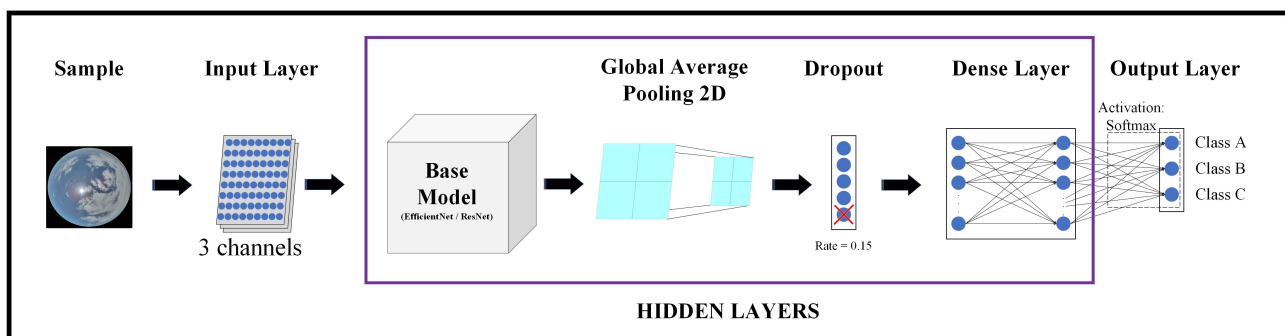 Sample
Input Layer
3 channels
Base
Model
(EfficientNet / ResNet)
Global Average
Pooling 2D
Dropout
Rate = 0.15
Dense Layer
Output Layer
Activation:
Softmax
Class A
Class B
Class C
HIDDEN LAYERS